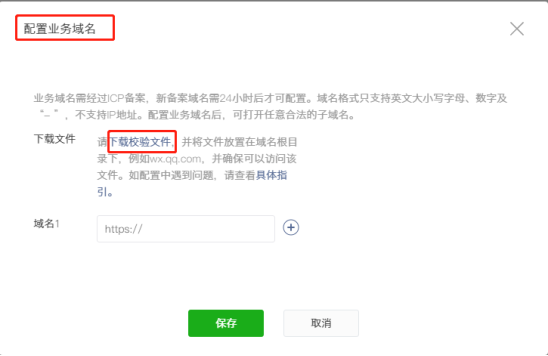 配置业务域名
业务域名需经过ICP备案，新备案域名需24小时后才可配置。域名格式只支持英文大小写字母、数字及
“- ”，不支持IP地址。配置业务域名后，可打开任意合法的子域名。
下载文件 请下载校验文件，并将文件放置在域名根目
录下，例如wx.qq.com，并确保可以访问该
文件。如配置中遇到问题，请查看具体指
引。
域名1 https://
保存 取消